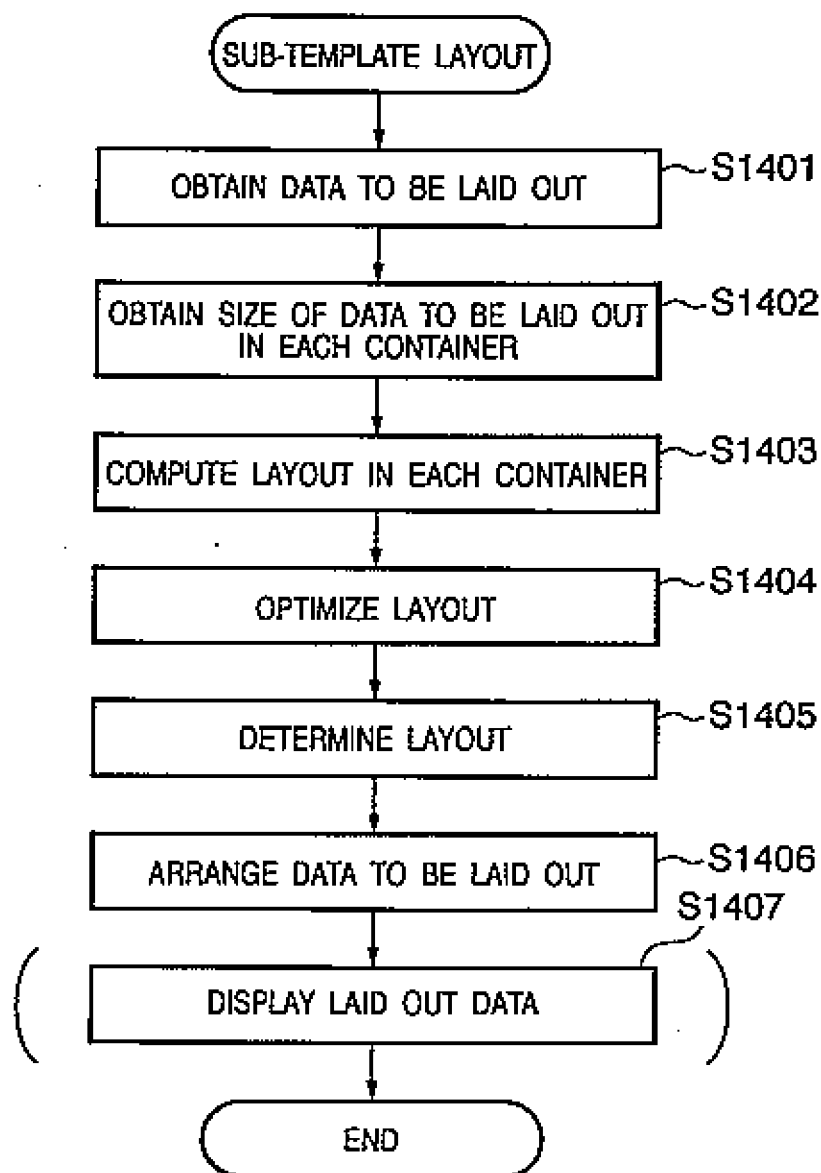 SUB-TEMPLATE LAYOUT
OBTAIN DATA TO BE LAID OUT
S1401
OBTAIN SIZE OF DATA TO BE LAID OUT
IN EACH CONTAINER
S1402
COMPUTE LAYOUT IN EACH CONTAINER
S1403
OPTIMIZE LAYOUT
S1404
DETERMINE LAYOUT
S1405
ARRANGE DATA TO BE LAID OUT
S1406
S1407
DISPLAY LAID OUT DATA
END